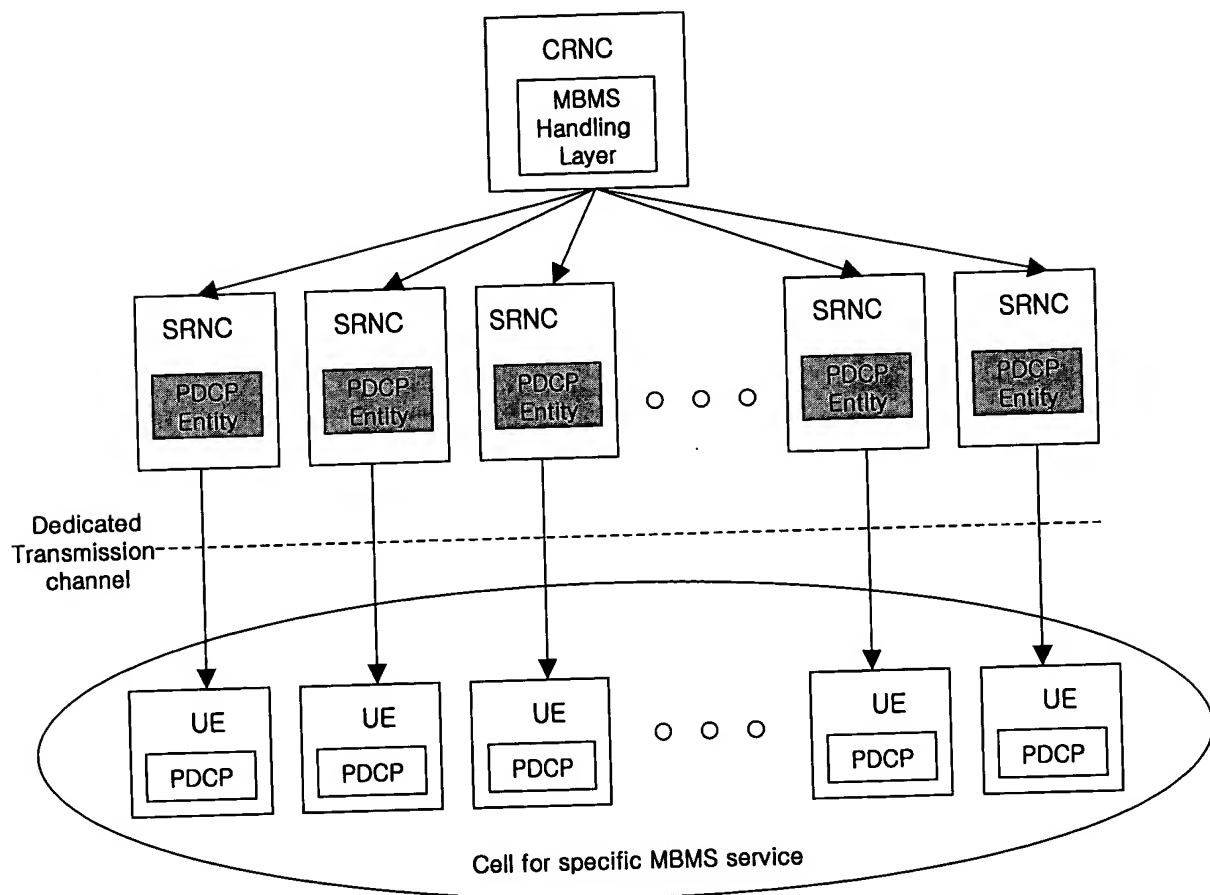 CRNC
MBMS
Handling
Layer
SRNC
PDCP
Entity
SRNC
PDCP
Entity
SRNC
PDCP
Entity
SRNC
PDCP
Entity
SRNC
PDCP
Entity
Dedicated
Transmission
channel
UE
PDCP
UE
PDCP
UE
PDCP
UE
PDCP
UE
PDCP
Cell for specific MBMS service